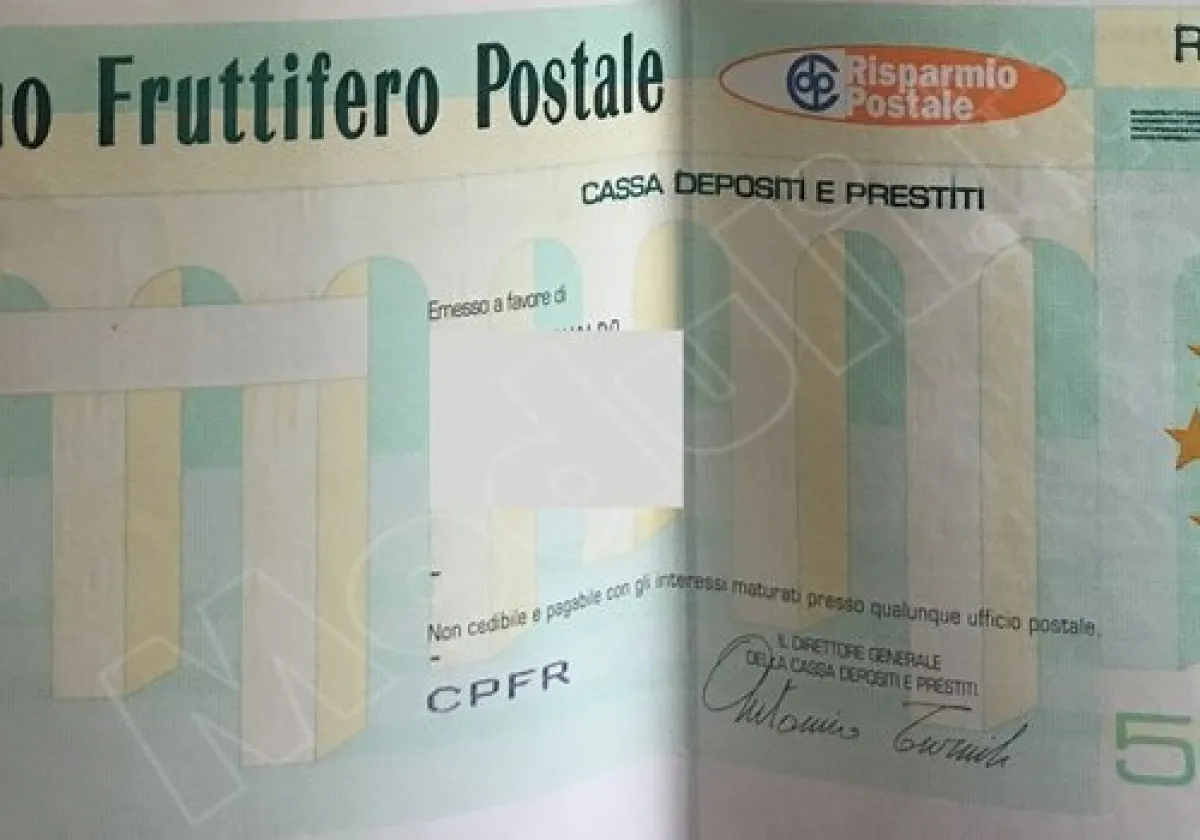 uo Fruttifero Postale
Risparmio
Postale
R
CASSA DEPOSITI E PRESTITI
Emesso a favore di
-
Non cedibile e pagabile con gli interessi maturati presso qualunque ufficio postale.
-
CPFR
IL DIRETTORE GENERALE
DELLA CASSA DEPOSITI E PRESTITI
5